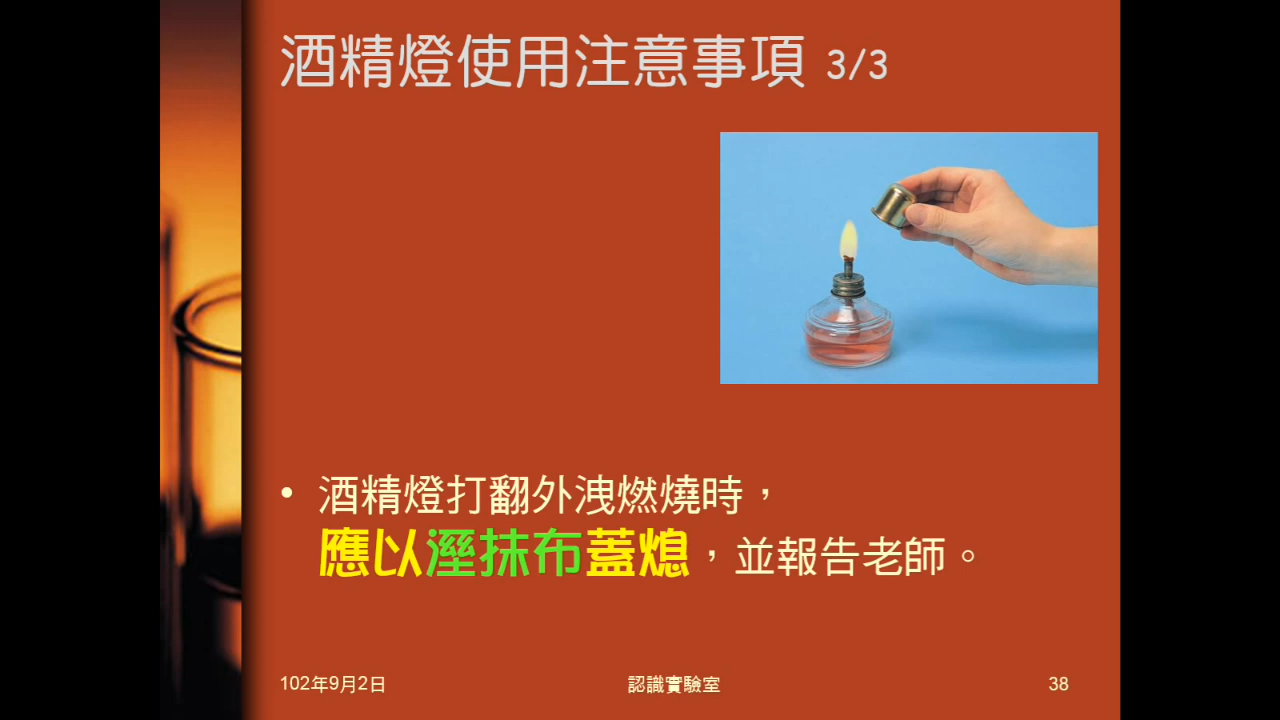 酒精燈使用注意事項 3/3
• 酒精燈打翻外洩燃燒時，
應以溼抹布蓋熄，並報告老師。
102年9月2日 認識實驗室 38